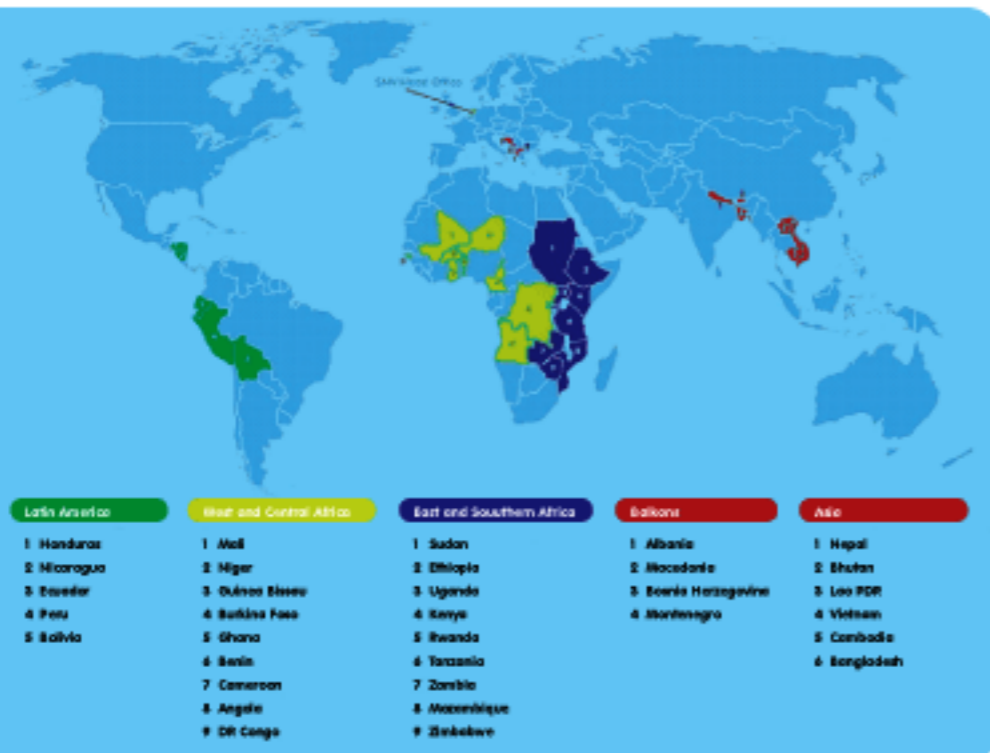 SNV Head Office
Latin America
1 Honduras
2 Nicaragua
3 Ecuador
4 Peru
5 Bolivia
West and Central Africa
1 Mali
2 Niger
3 Guinea Bissau
4 Burkina Faso
5 Ghana
6 Benin
7 Cameroon
8 Angola
9 DR Congo
East and Souuthern Africa
1 Sudan
2 Ethiopia
3 Uganda
4 Kenya
5 Rwanda
6 Tanzania
7 Zambia
8 Mozambique
9 Zimbabwe
Balkans
1 Albania
2 Macedonia
3 Bosnia Herzegovina
4 Montenegro
Asia
1 Nepal
2 Bhutan
3 Lao PDR
4 Vietnam
5 Cambodia
6 Bangladesh